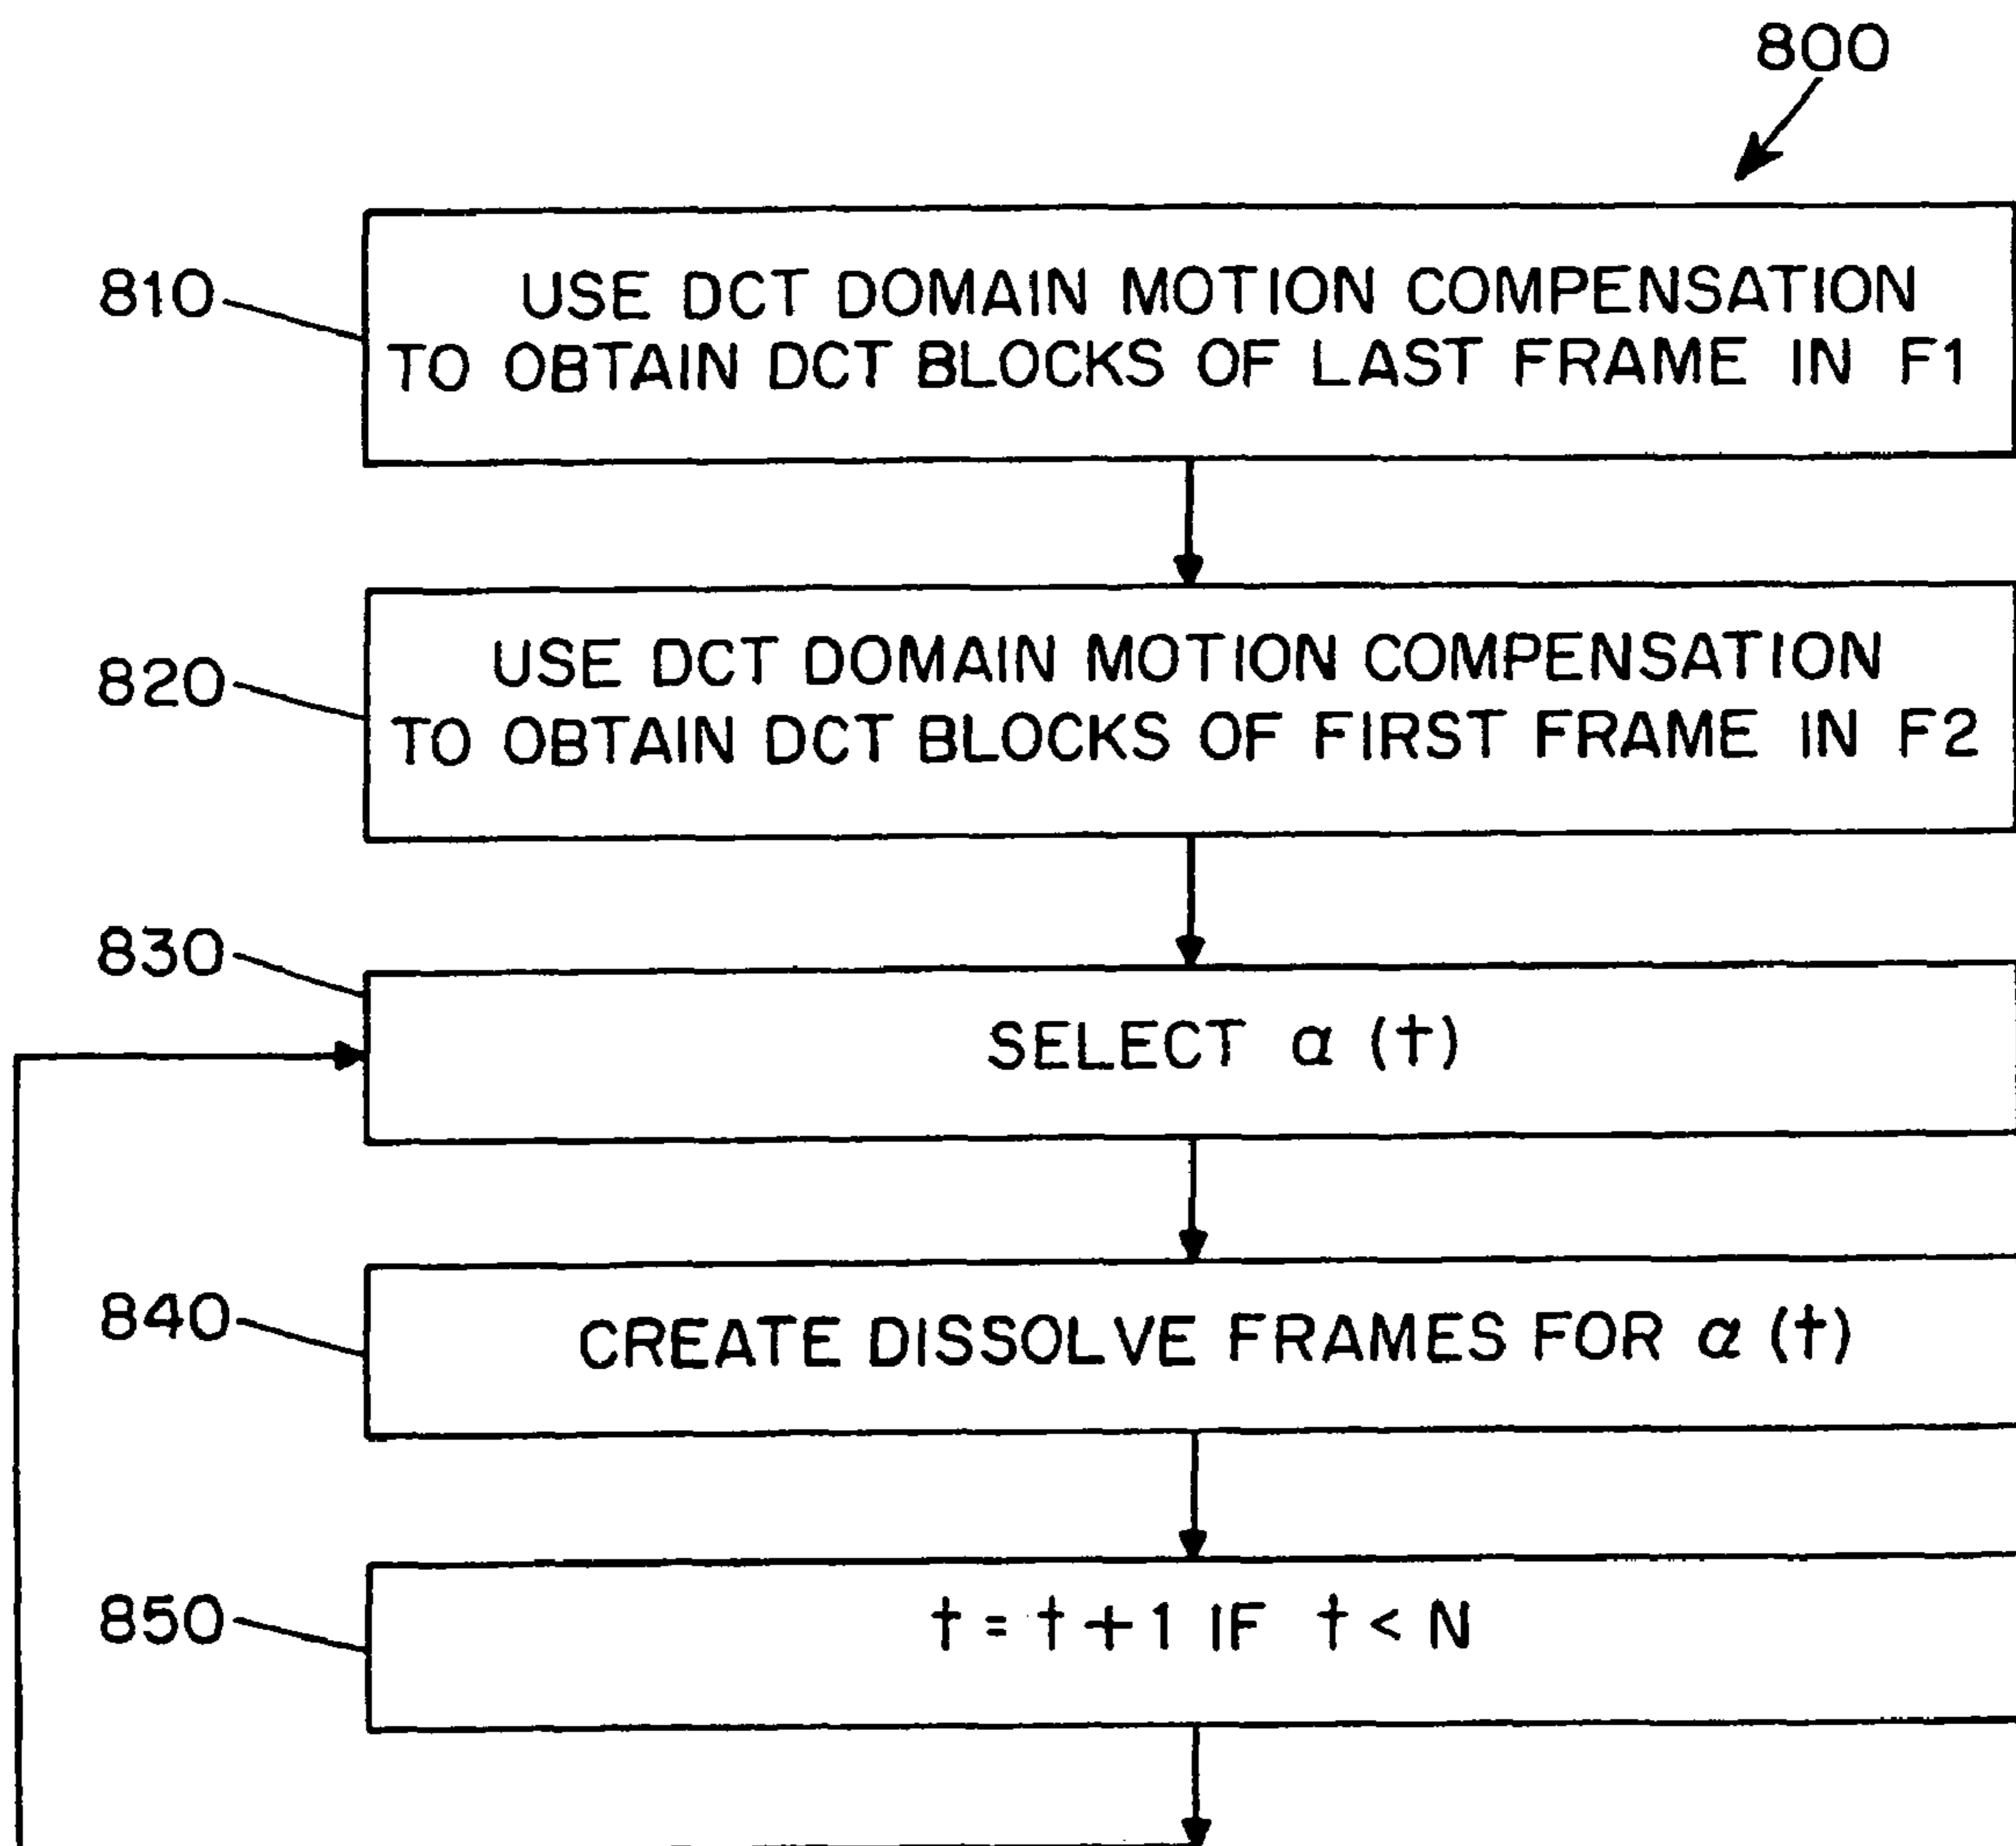 800
810
USE DCT DOMAIN MOTION COMPENSATION
TO OBTAIN DCT BLOCKS OF LAST FRAME IN F1
820
USE DCT DOMAIN MOTION COMPENSATION
TO OBTAIN DCT BLOCKS OF FIRST FRAME IN F2
830
SELECT α (t)
840
CREATE DISSOLVE FRAMES FOR α (t)
850
t = t + 1 IF t < N